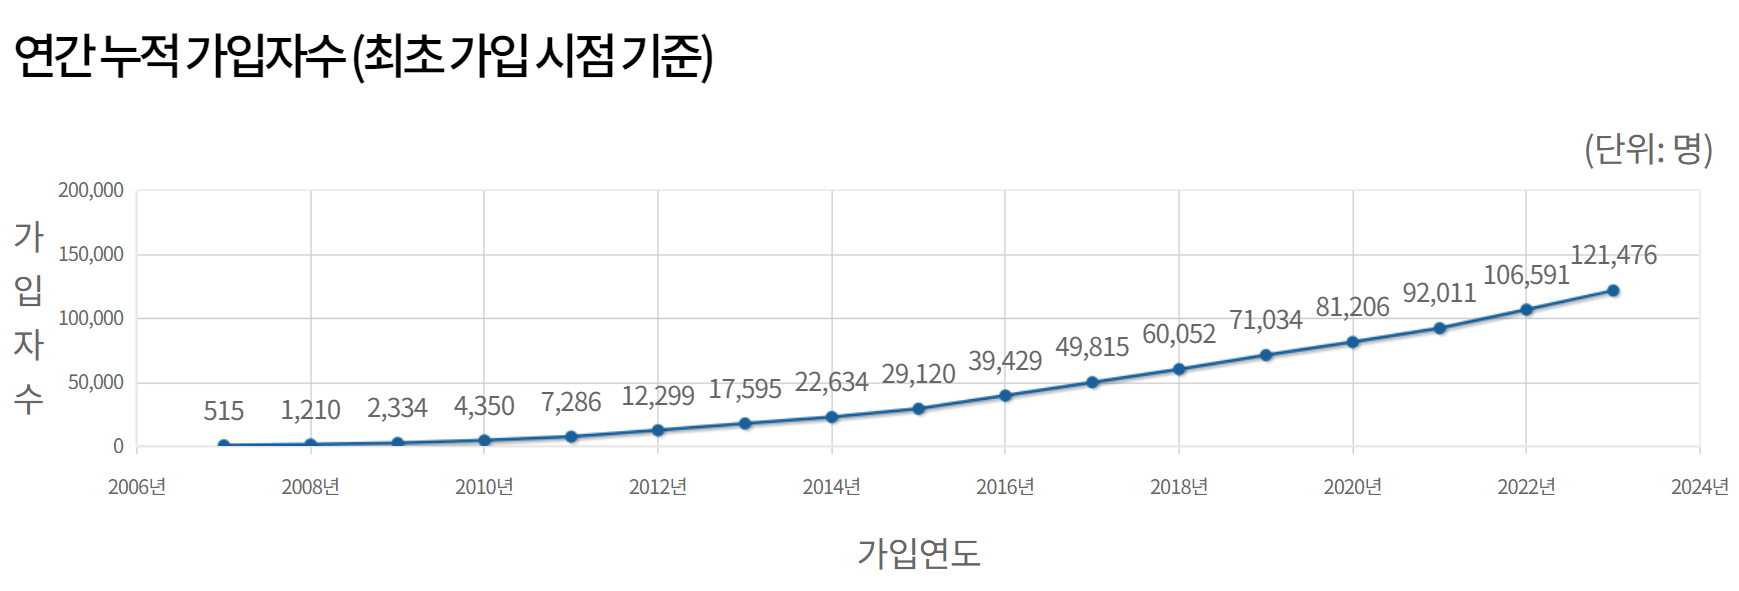 연간 누적 가입자수 (최초 가입 시점 기준)
(단위: 명)
가입자수
200,000
150,000
100,000
50,000
0
515 1,210 2,334 4,350 7,286 12,299 17,595 22,634 29,120 39,429 49,815 60,052 71,034 81,206 92,011 106,591 121,476
2006년 2008년 2010년 2012년 2014년 2016년 2018년 2020년 2022년 2024년
가입연도